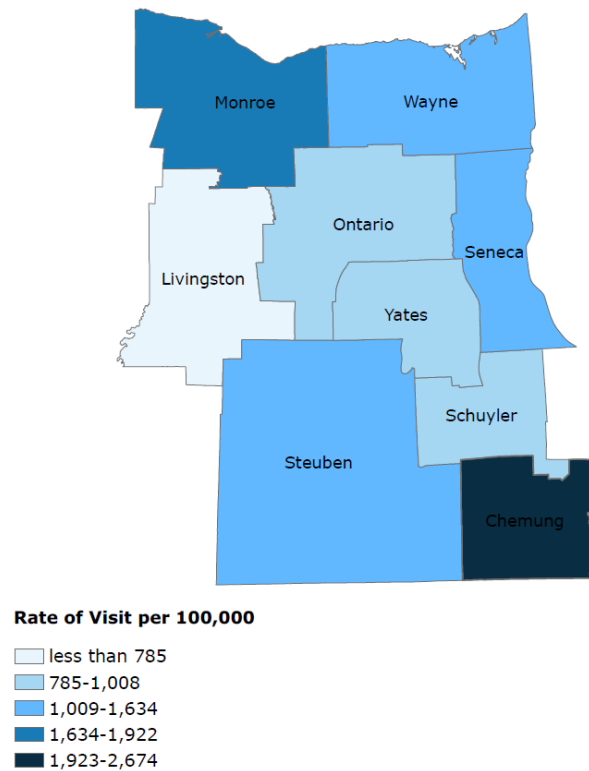 Monroe
Wayne
Ontario
Seneca
Livingston
Yates
Schuyler
Steuben
Chemung
Rate of Visit per 100,000
less than 785
785-1,008
1,009-1,634
1,634-1,922
1,923-2,674